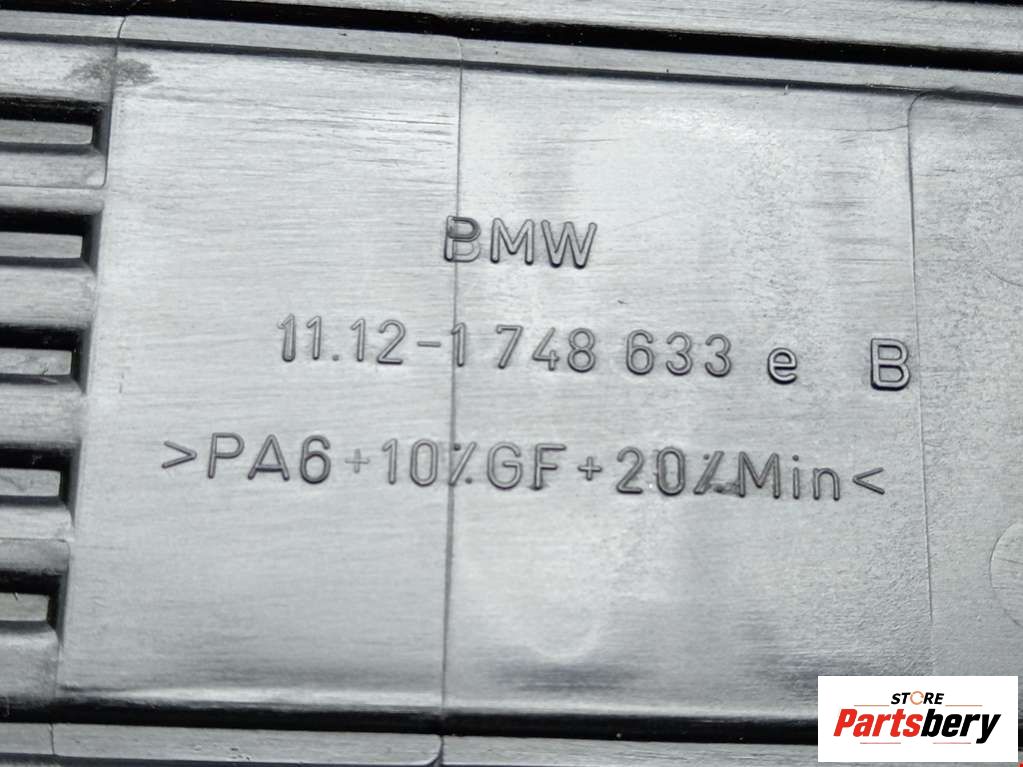 BMW
11.12-1 748 633 e B
>PA6+10%GF+20%Min<
STORE
Partsbery